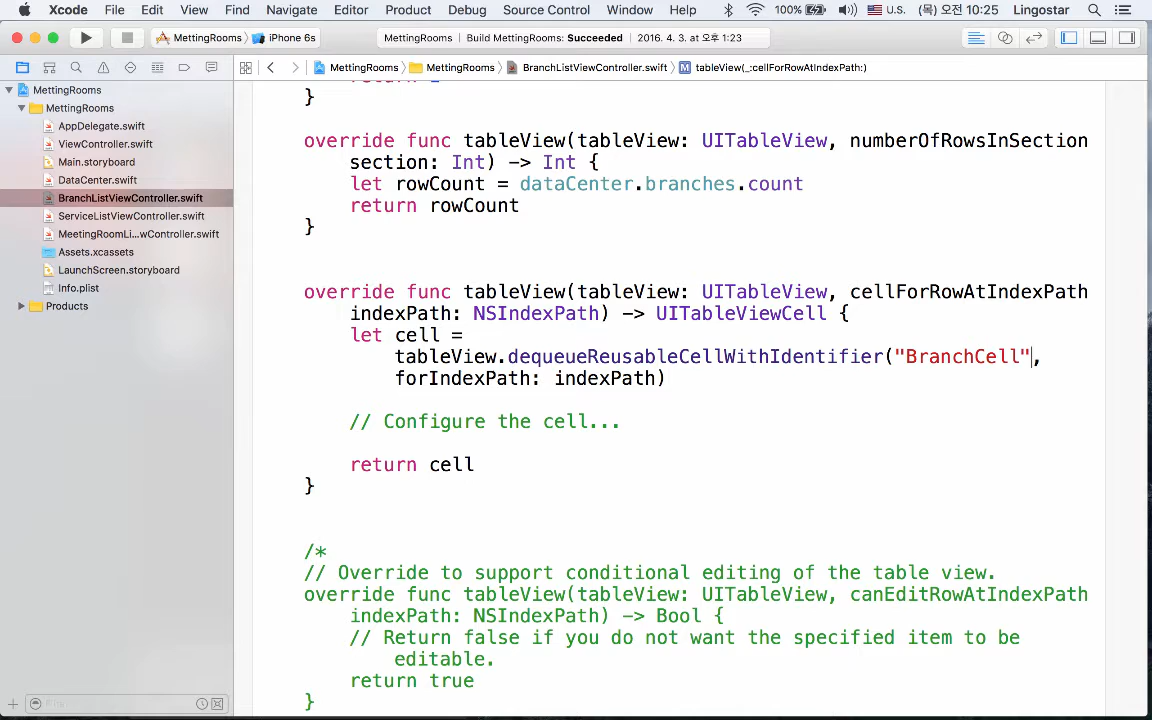 Xcode File Edit View Find Navigate Editor Product Debug Source Control Window Help 100% U.S. (목) 오전 10:25 Lingostar
MettingRooms iPhone 6s MettingRooms Build MettingRooms: Succeeded 2016. 4. 3. at 오후 1:23
MettingRooms MettingRooms BranchListViewController.swift M tableView(_:cellForRowAtIndexPath:)
MettingRooms
MettingRooms
AppDelegate.swift
ViewController.swift
Main.storyboard
DataCenter.swift
BranchListViewController.swift
ServiceListViewController.swift
MeetingRoomLi...wController.swift
Assets.xcassets
LaunchScreen.storyboard
Info.plist
Products
}
override func tableView(tableView: UITableView, numberOfRowsInSection
section: Int) -> Int {
let rowCount = dataCenter.branches.count
return rowCount
}
override func tableView(tableView: UITableView, cellForRowAtIndexPath
indexPath: NSIndexPath) -> UITableViewCell {
let cell =
tableView.dequeueReusableCellWithIdentifier("BranchCell",
forIndexPath: indexPath)
// Configure the cell...
return cell
}
/*
// Override to support conditional editing of the table view.
override func tableView(tableView: UITableView, canEditRowAtIndexPath
indexPath: NSIndexPath) -> Bool {
// Return false if you do not want the specified item to be
editable.
return true
}